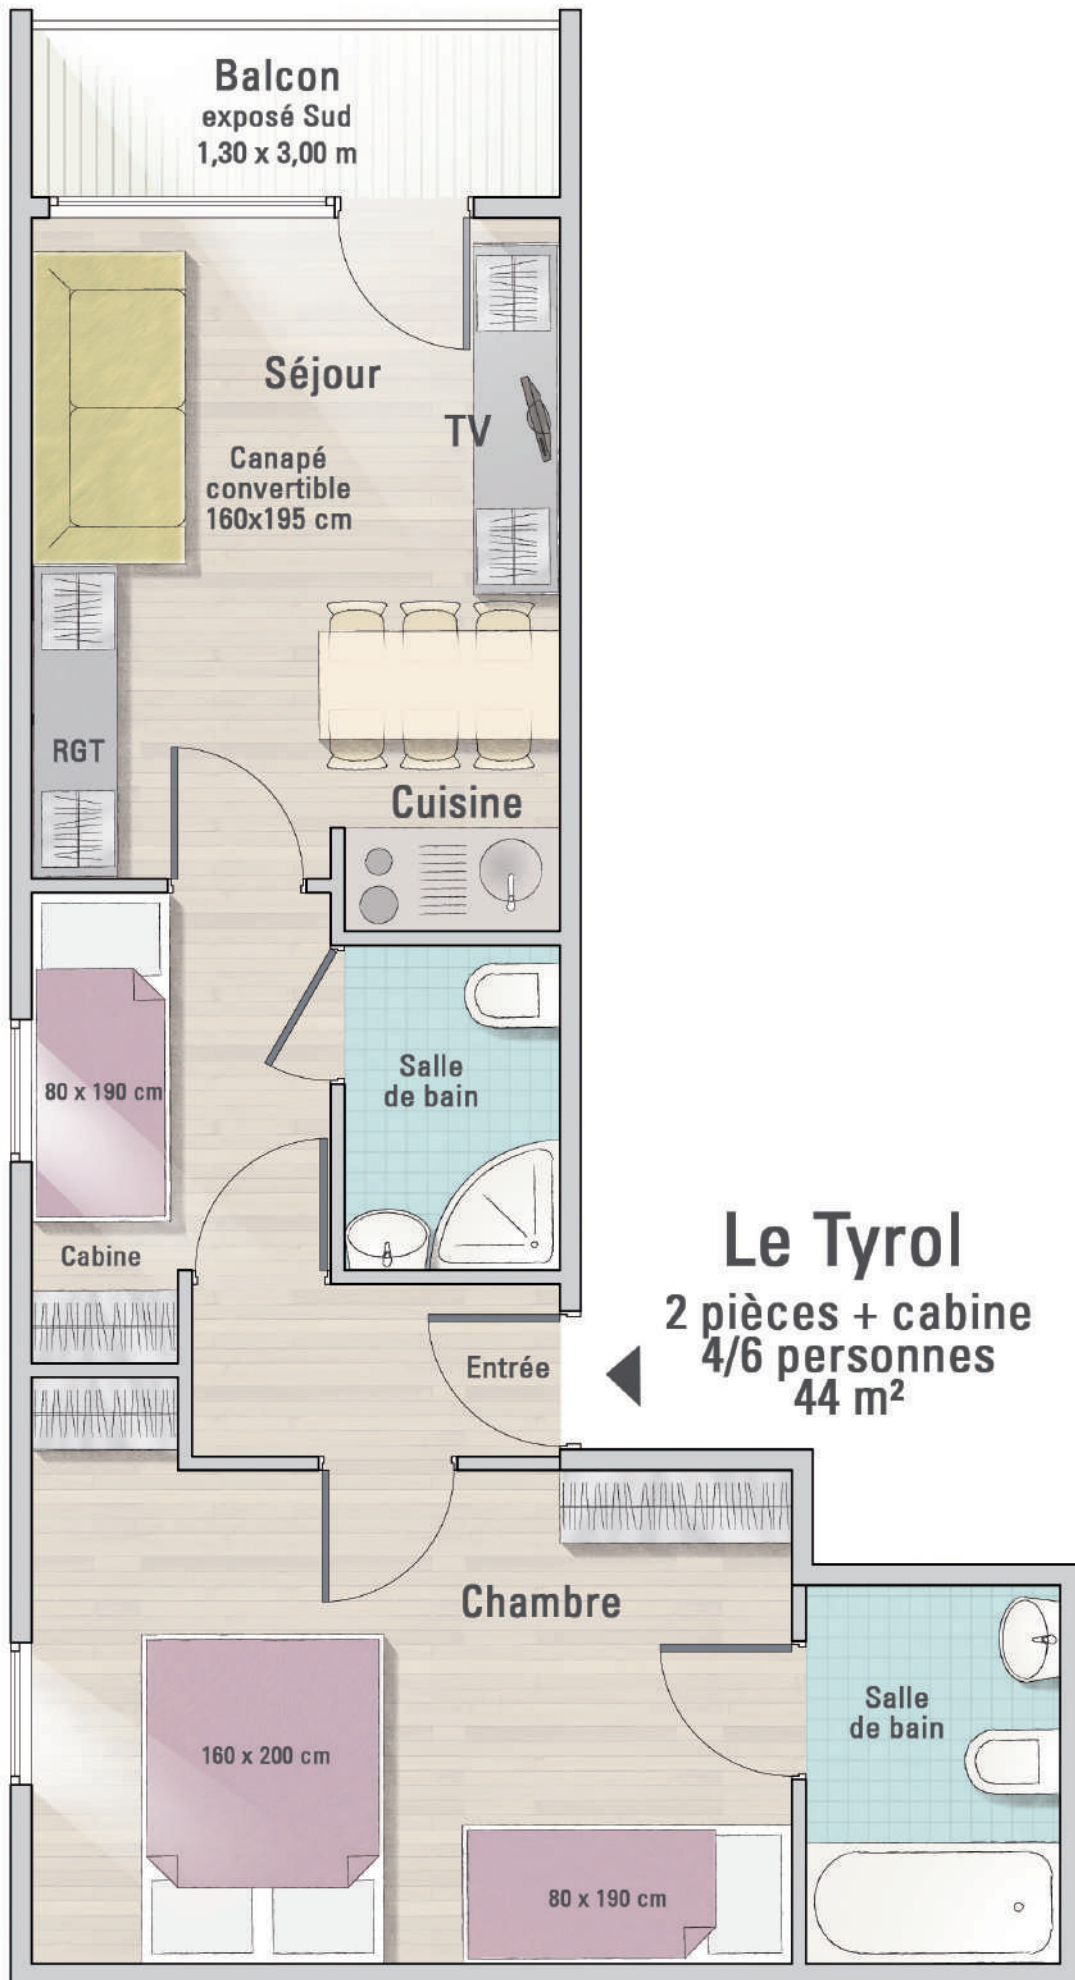 Balcon
exposé Sud
1,30 x 3,00 m
Séjour
TV
Canapé
convertible
160x195 cm
RGT
Cuisine
80 x 190 cm
Salle
de bain
Cabine
Le Tyrol
2 pièces + cabine
4/6 personnes
44 m²
Entrée
Chambre
Salle
de bain
160 x 200 cm
80 x 190 cm